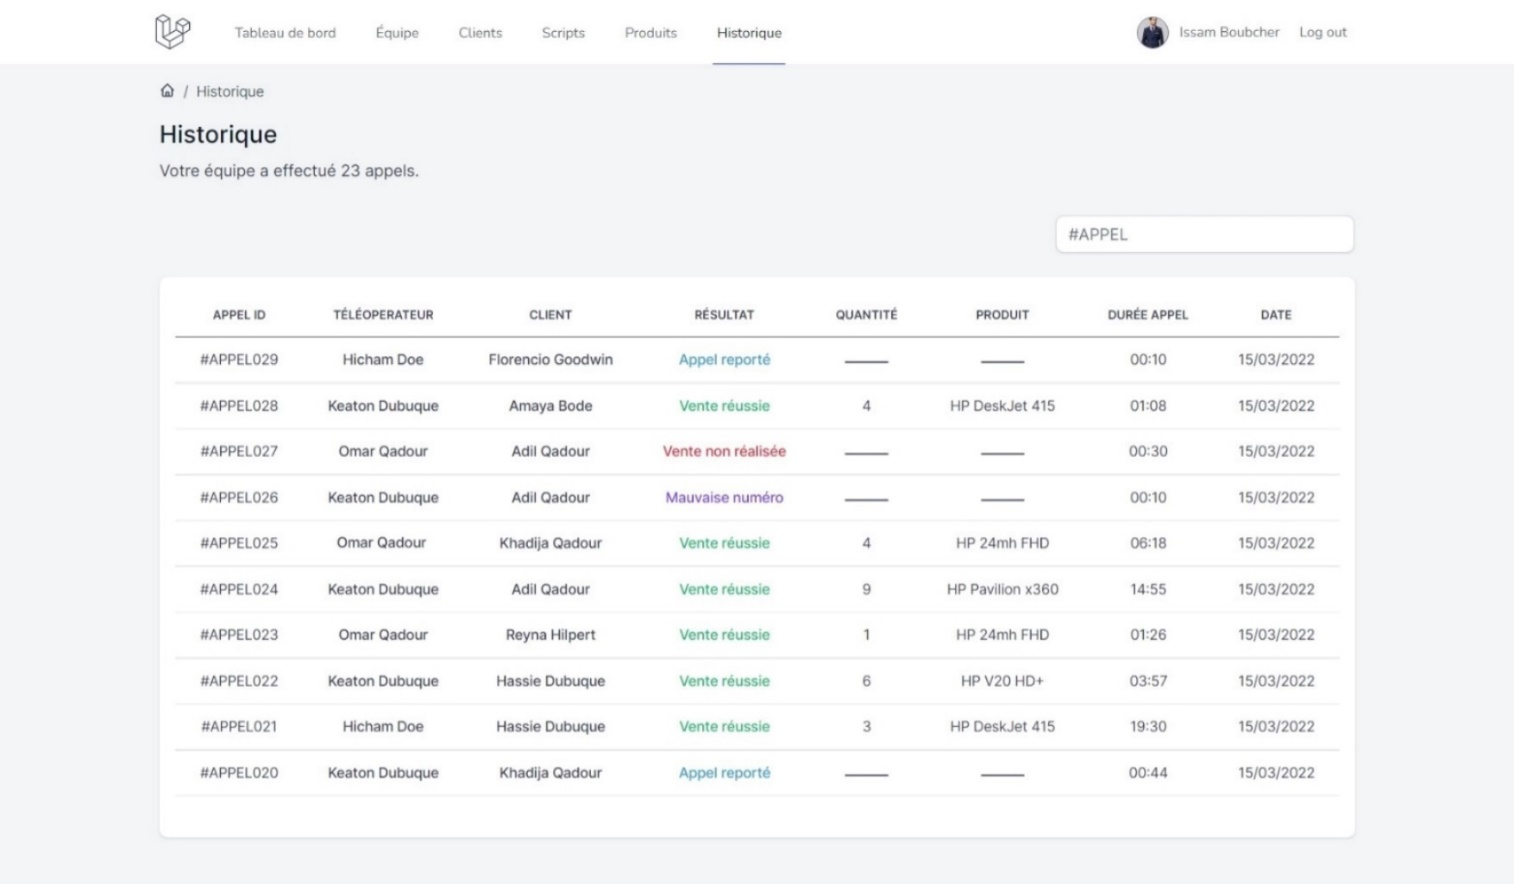 Tableau de bord Équipe Clients Scripts Produits Historique Issam Boubcher Log out
/ Historique
Historique
Votre équipe a effectué 23 appels.
#APPEL
APPEL ID TÉLÉOPERATEUR CLIENT RÉSULTAT QUANTITÉ PRODUIT DURÉE APPEL DATE
#APPEL029 Hicham Doe Florencio Goodwin Appel reporté 00:10 15/03/2022
#APPEL028 Keaton Dubuque Amaya Bode Vente réussie 4 HP DeskJet 415 01:08 15/03/2022
#APPEL027 Omar Qadour Adil Qadour Vente non réalisée 00:30 15/03/2022
#APPEL026 Keaton Dubuque Adil Qadour Mauvaise numéro 00:10 15/03/2022
#APPEL025 Omar Qadour Khadija Qadour Vente réussie 4 HP 24mh FHD 06:18 15/03/2022
#APPEL024 Keaton Dubuque Adil Qadour Vente réussie 9 HP Pavilion x360 14:55 15/03/2022
#APPEL023 Omar Qadour Reyna Hilpert Vente réussie 1 HP 24mh FHD 01:26 15/03/2022
#APPEL022 Keaton Dubuque Hassie Dubuque Vente réussie 6 HP V20 HD+ 03:57 15/03/2022
#APPEL021 Hicham Doe Hassie Dubuque Vente réussie 3 HP DeskJet 415 19:30 15/03/2022
#APPEL020 Keaton Dubuque Khadija Qadour Appel reporté 00:44 15/03/2022